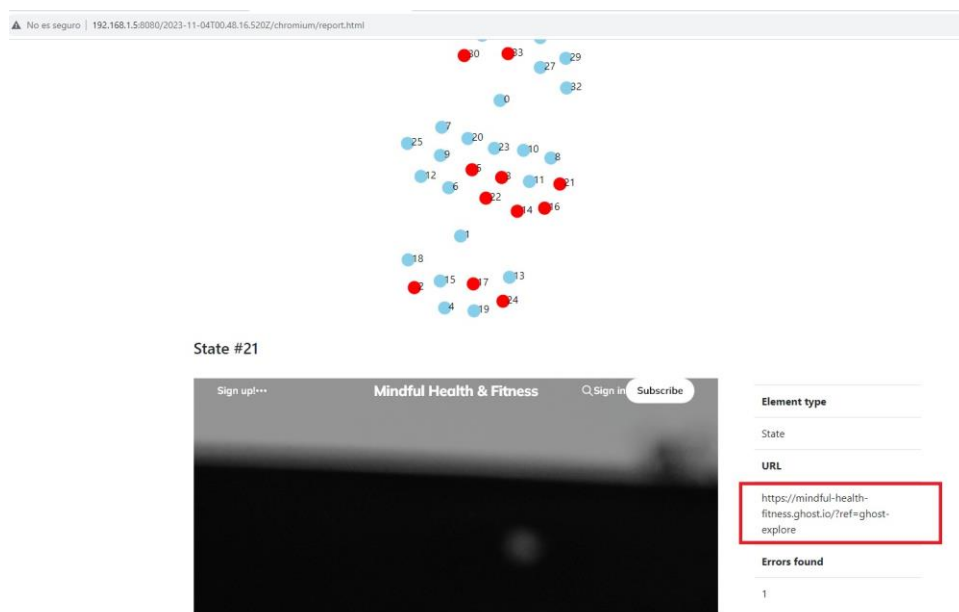 No es seguro | 192.168.1.5:8080/2023-11-04T00.48.16.520Z/chromium/report.html
30
33
29
27
32
0
7
20
25
23
10
9
8
5
12
3
11
21
6
22
14
16
1
18
13
15
17
2
24
4
19
State #21
Sign up!•••
Mindful Health & Fitness
Sign in
Subscribe
Element type
State
URL
https://mindful-health-
fitness.ghost.io/?ref=ghost-
explore
Errors found
1